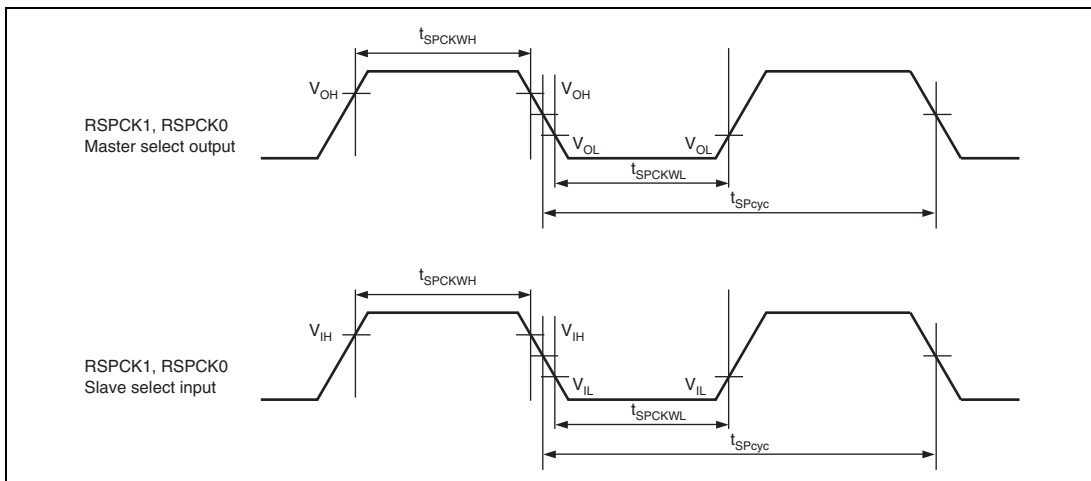 tSPCKWH
VOH VOH
RSPCK1, RSPCK0
Master select output
VOL VOL
tSPCKWL
tSPcyc
tSPCKWH
VIH VIH
RSPCK1, RSPCK0
Slave select input
VIL VIL
tSPCKWL
tSPcyc